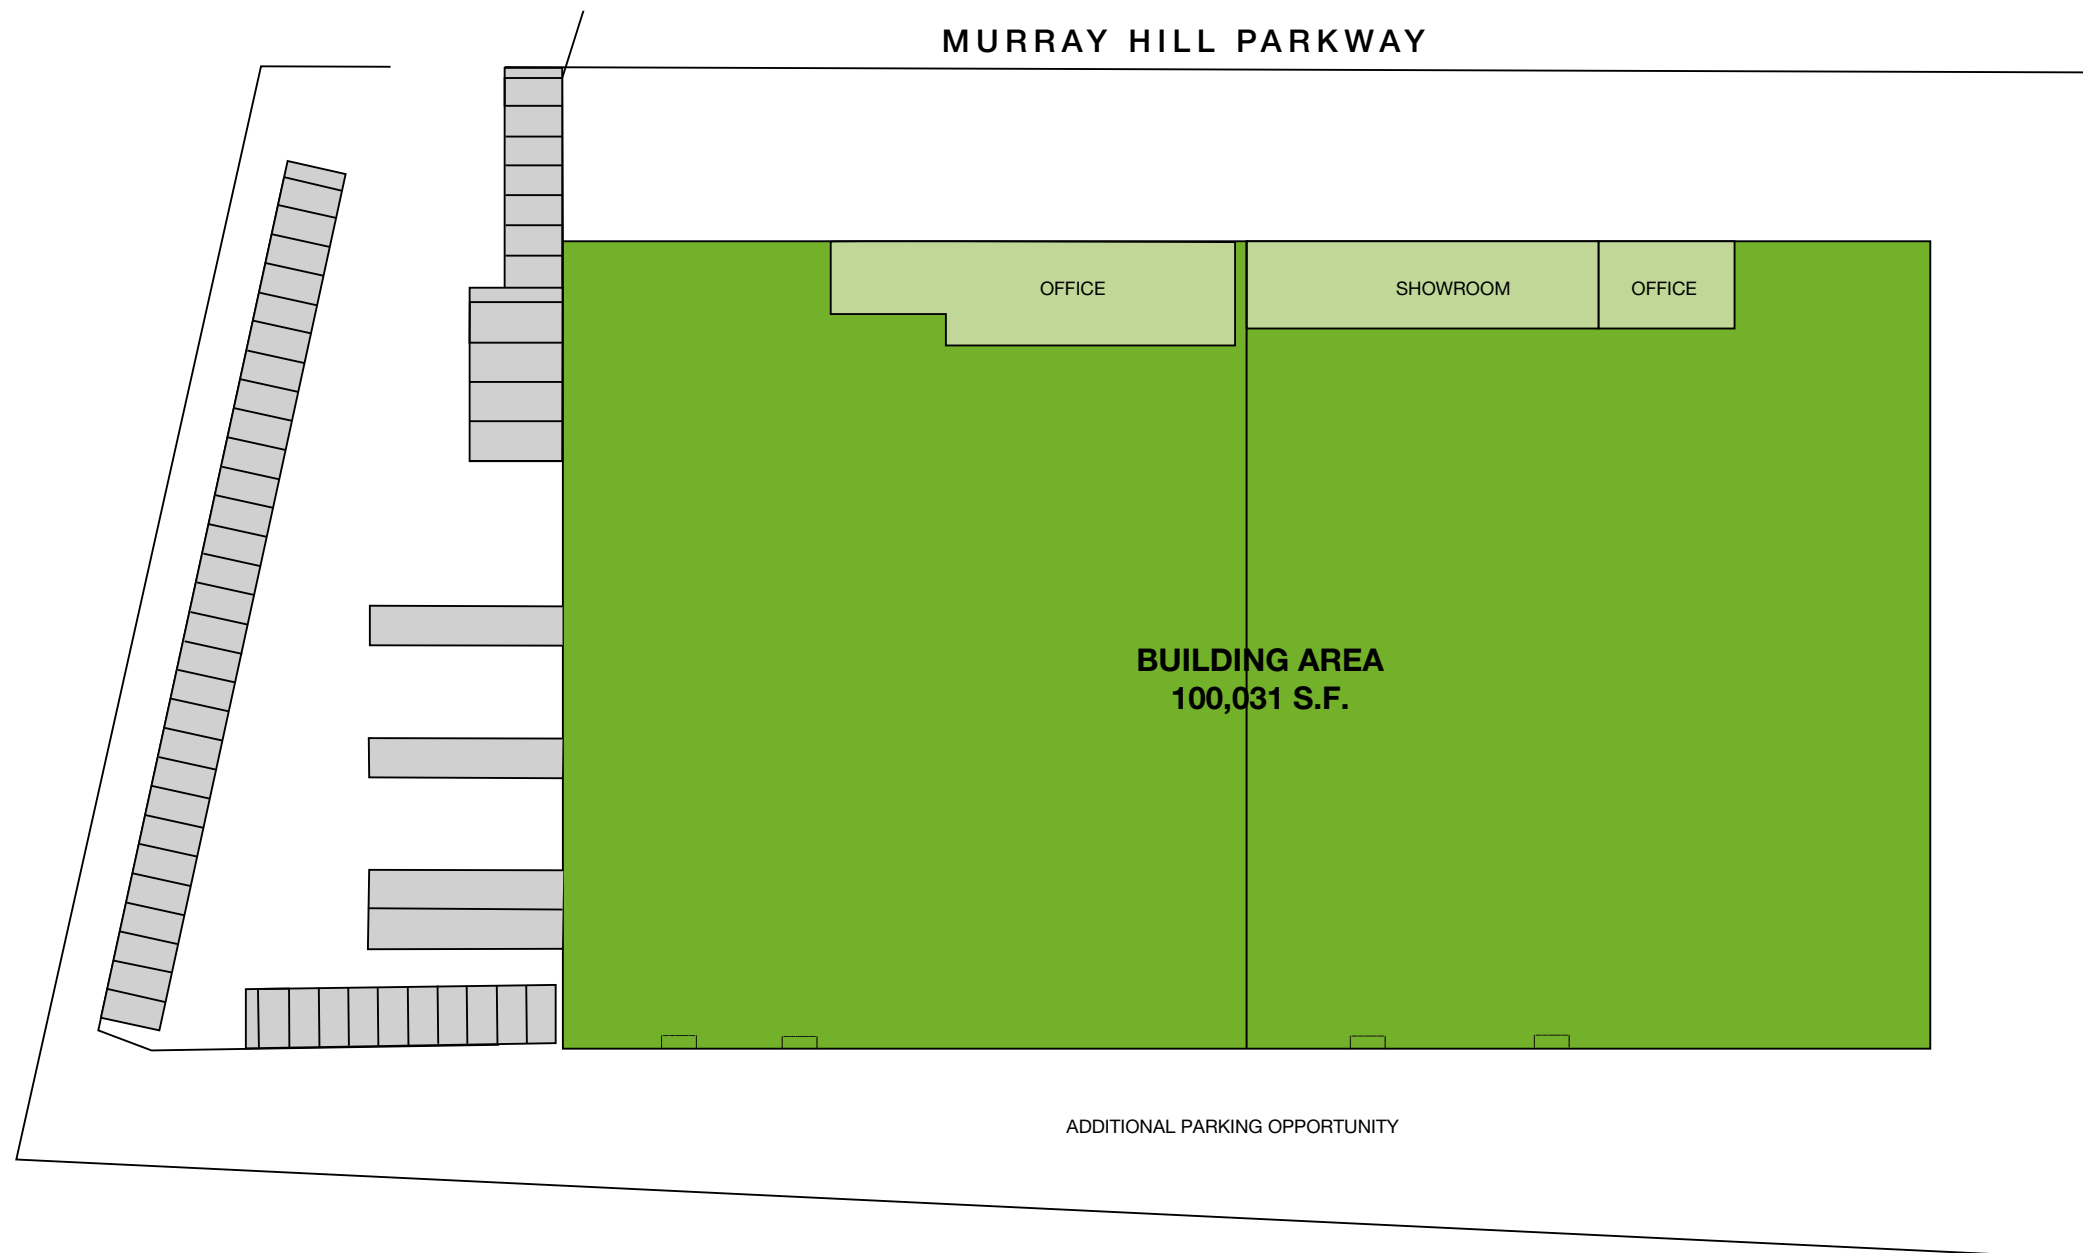 MURRAY HILL PARKWAY
OFFICE
SHOWROOM
OFFICE
BUILDING AREA
100,031 S.F.
ADDITIONAL PARKING OPPORTUNITY